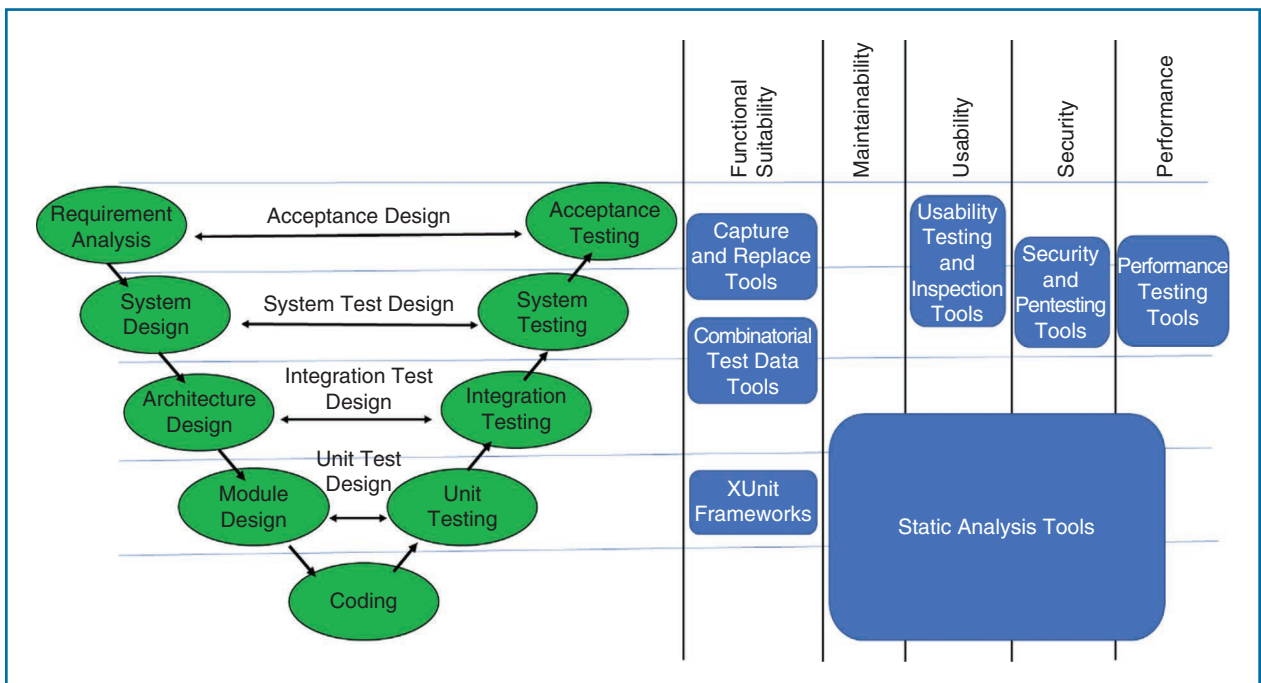 Functional
Suitability
Maintainability
Usability
Security
Performance
Requirement
Analysis
Acceptance Design
Acceptance
Testing
System
Design
System Test Design
System
Testing
Architecture
Design
Integration Test
Design
Integration
Testing
Module
Design
Unit Test
Design
Unit
Testing
Coding
Capture
and Replace
Tools
Combinatorial
Test Data
Tools
XUnit
Frameworks
Usability
Testing
and
Inspection
Tools
Security
and
Pentesting
Tools
Performance
Testing
Tools
Static Analysis Tools